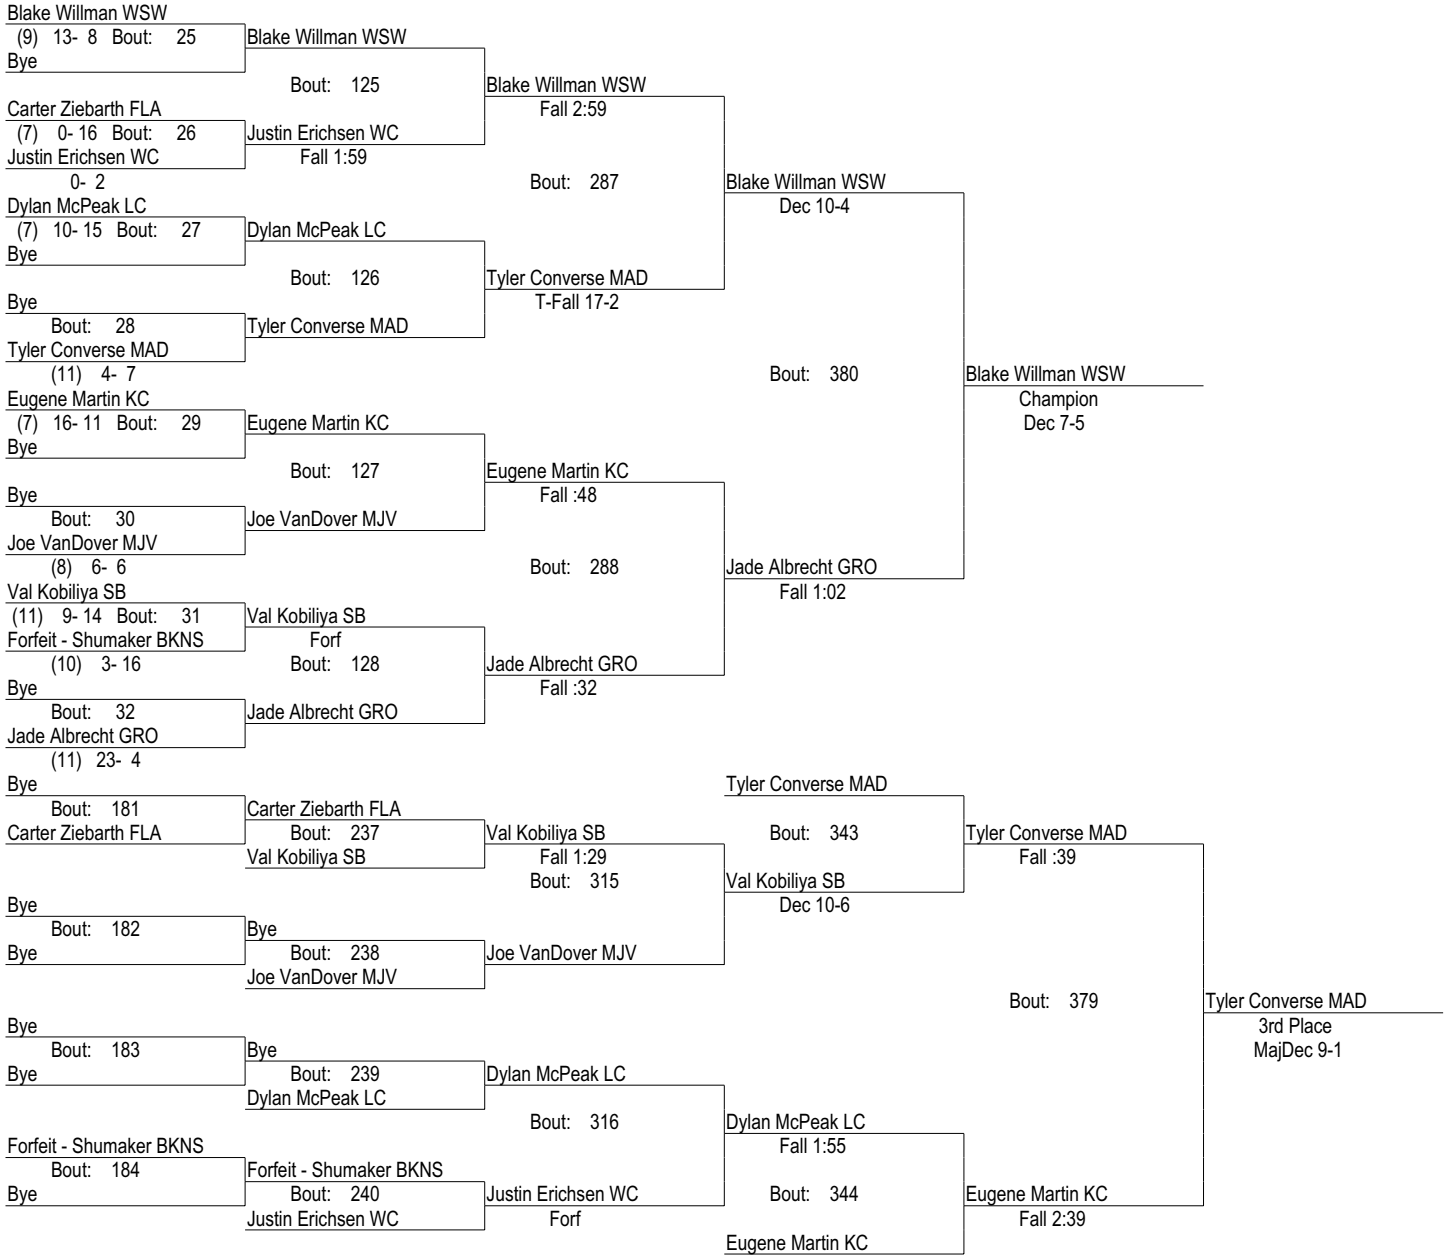 Blake Willman WSW
(9) 13- 8 Bout: 25 Blake Willman WSW
Bye
Bout: 125 Blake Willman WSW
Carter Ziebarth FLA Fall 2:59
(7) 0- 16 Bout: 26 Justin Erichsen WC
Justin Erichsen WC Fall 1:59
0- 2 Bout: 287 Blake Willman WSW
Dylan McPeak LC Dec 10-4
(7) 10- 15 Bout: 27 Dylan McPeak LC
Bye
Bout: 126 Tyler Converse MAD
Bye T-Fall 17-2
Bout: 28 Tyler Converse MAD
Tyler Converse MAD
(11) 4- 7 Bout: 380 Blake Willman WSW
Eugene Martin KC Champion
(7) 16- 11 Bout: 29 Eugene Martin KC Dec 7-5
Bye
Bout: 127 Eugene Martin KC
Bye Fall :48
Bout: 30 Joe VanDover MJV
Joe VanDover MJV
(8) 6- 6 Bout: 288 Jade Albrecht GRO
Val Kobiliya SB Fall 1:02
(11) 9- 14 Bout: 31 Val Kobiliya SB
Forfeit - Shumaker BKNS Forf
(10) 3- 16 Bout: 128 Jade Albrecht GRO
Bye Fall :32
Bout: 32 Jade Albrecht GRO
Jade Albrecht GRO
(11) 23- 4
Bye Tyler Converse MAD
Bout: 181 Carter Ziebarth FLA
Carter Ziebarth FLA Bout: 237 Val Kobiliya SB Bout: 343 Tyler Converse MAD
Val Kobiliya SB Fall 1:29 Fall :39
Bout: 315 Val Kobiliya SB
Bye Dec 10-6
Bout: 182 Bye
Bye Bout: 238 Joe VanDover MJV
Joe VanDover MJV
Bout: 379 Tyler Converse MAD
Bye 3rd Place
Bout: 183 Bye MajDec 9-1
Bye Bout: 239 Dylan McPeak LC
Dylan McPeak LC
Bout: 316 Dylan McPeak LC
Forfeit - Shumaker BKNS Fall 1:55
Bout: 184 Forfeit - Shumaker BKNS
Bye Bout: 240 Justin Erichsen WC Bout: 344 Eugene Martin KC
Justin Erichsen WC Forf Fall 2:39
Eugene Martin KC